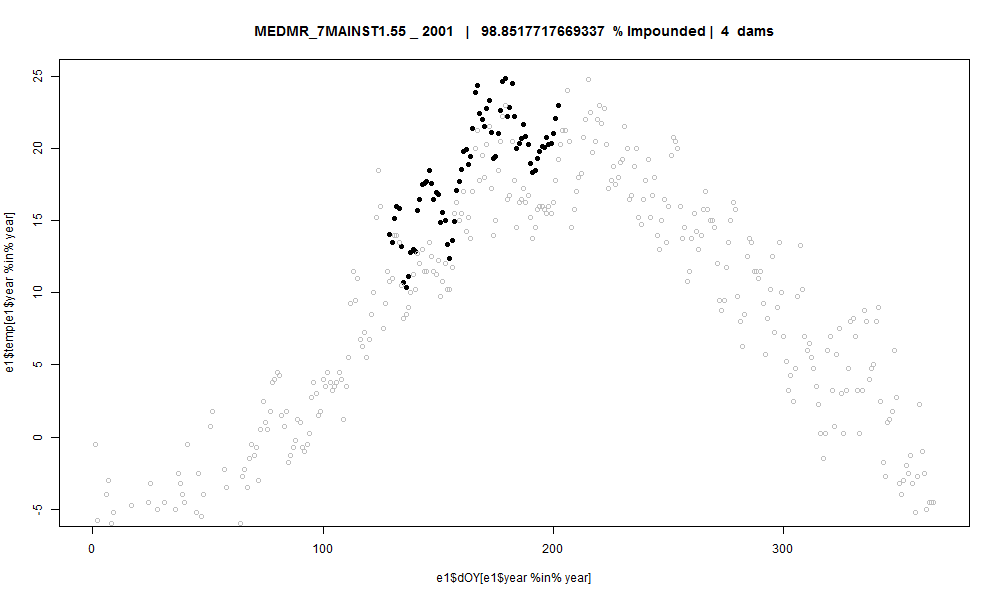 MEDMR_7MAINST1.55 _ 2001 | 98.8517717669337 % Impounded | 4 dams
25
20
15
10
5
0
-5
e1$temp[e1$year %in% year]
0 100 200 300
e1$dOY[e1$year %in% year]